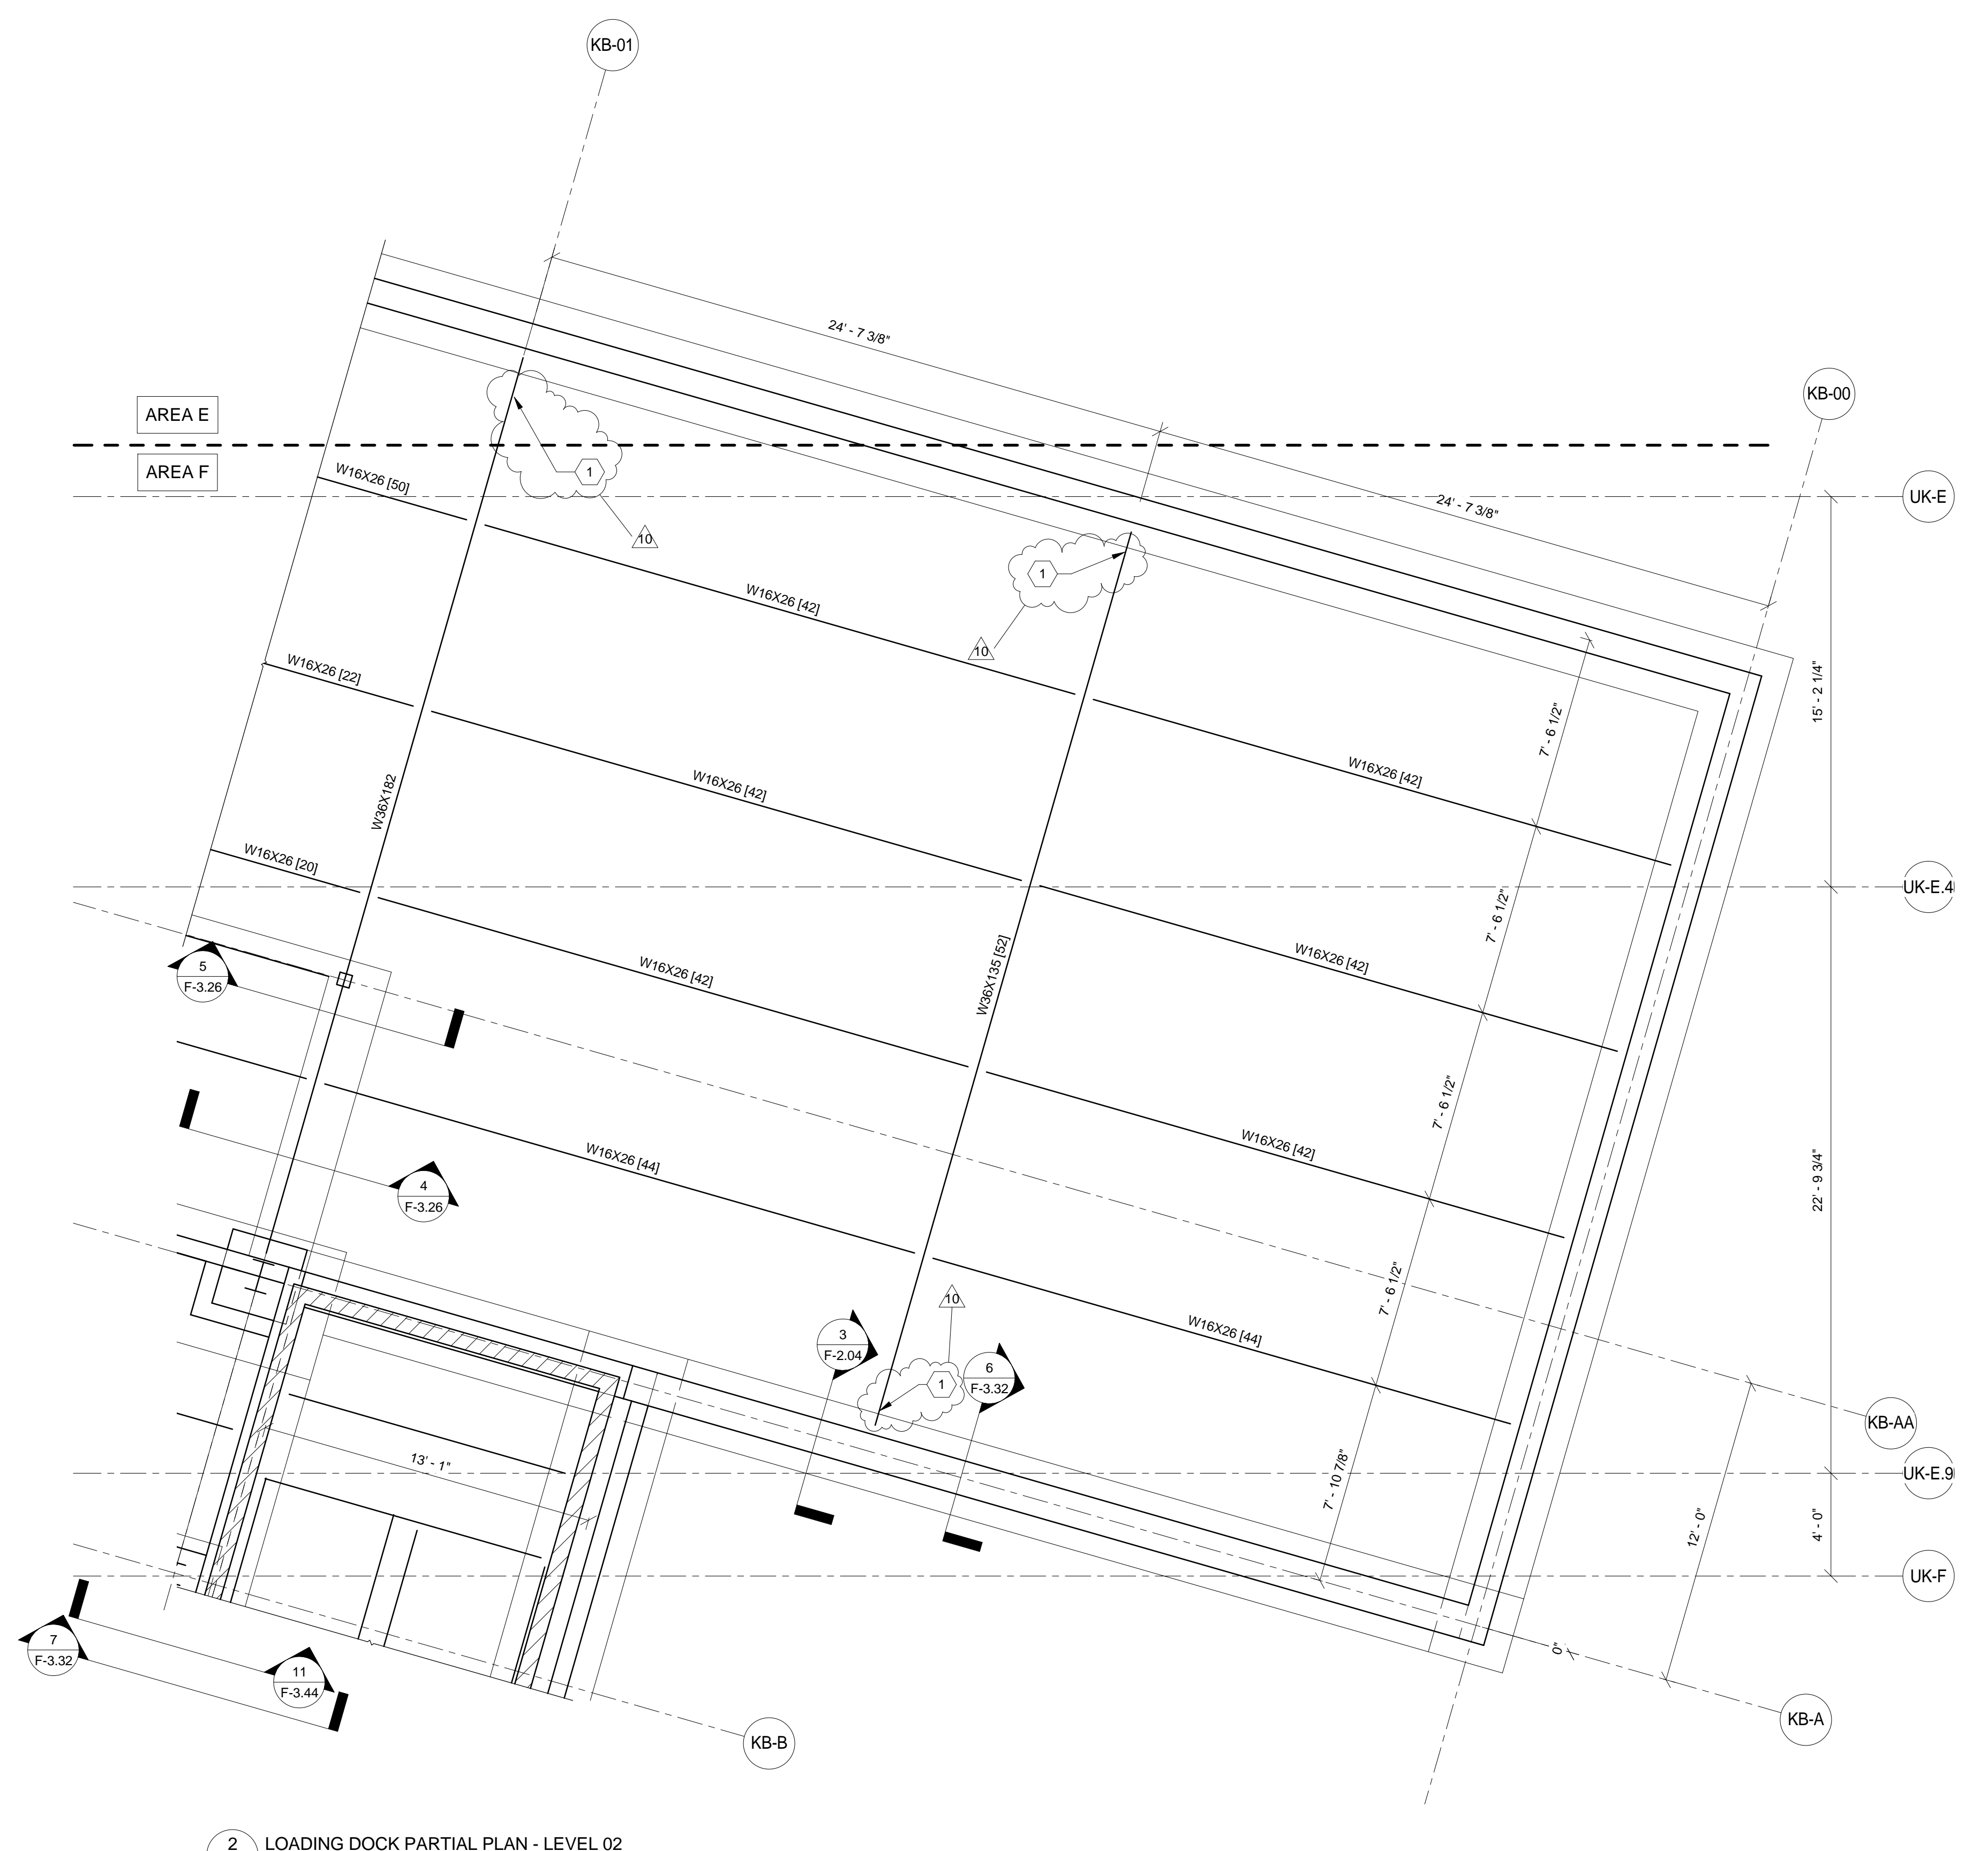 KB-01
24' - 7 3/8"
KB-00
AREA E
AREA F
UK-E
W16X26 [50]
1
10
24' - 7 3/8"
1
10
W16X26 [42]
W16X26 [22]
15' - 2 1/4"
7' - 6 1/2"
W16X26 [42]
W16X26 [42]
W36X182
W16X26 [20]
UK-E.4
7' - 6 1/2"
W16X26 [42]
W16X26 [42]
W36X135 [52]
5
F-3.26
7' - 6 1/2"
W16X26 [42]
W16X26 [44]
22' - 9 3/4"
4
F-3.26
7' - 6 1/2"
10
W16X26 [44]
3
F-2.04
6
F-3.32
1
KB-AA
13' - 1"
7' - 10 7/8"
UK-E.9
12' - 0"
4' - 0"
UK-F
7
F-3.32
0"
11
F-3.44
KB-A
KB-B
2
LOADING DOCK PARTIAL PLAN - LEVEL 02